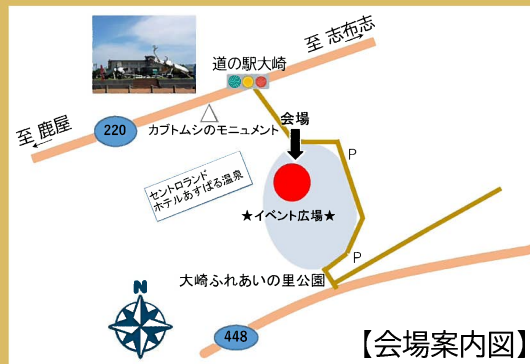 至 志布志
道の駅大崎
至 鹿屋
220
カブトムシのモニュメント
会場
P
セントロランド
ホテルあすぱる温泉
★イベント広場★
P
大崎ふれあいの里公園
N
448
【会場案内図】